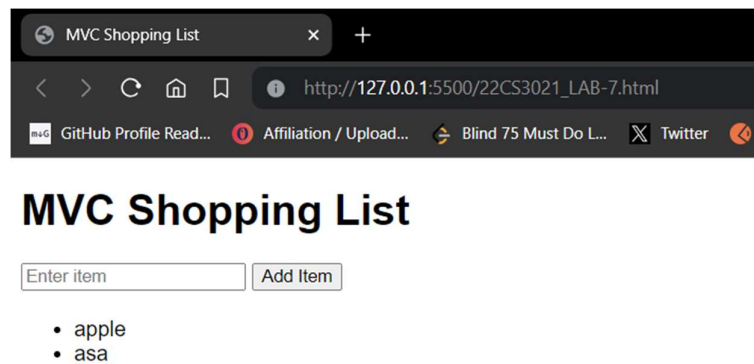 MVC Shopping List
http://127.0.0.1:5500/22CS3021_LAB-7.html
m↓G GitHub Profile Read... Affiliation / Upload... Blind 75 Must Do L... X Twitter
MVC Shopping List
Enter item Add Item
• apple
• asa